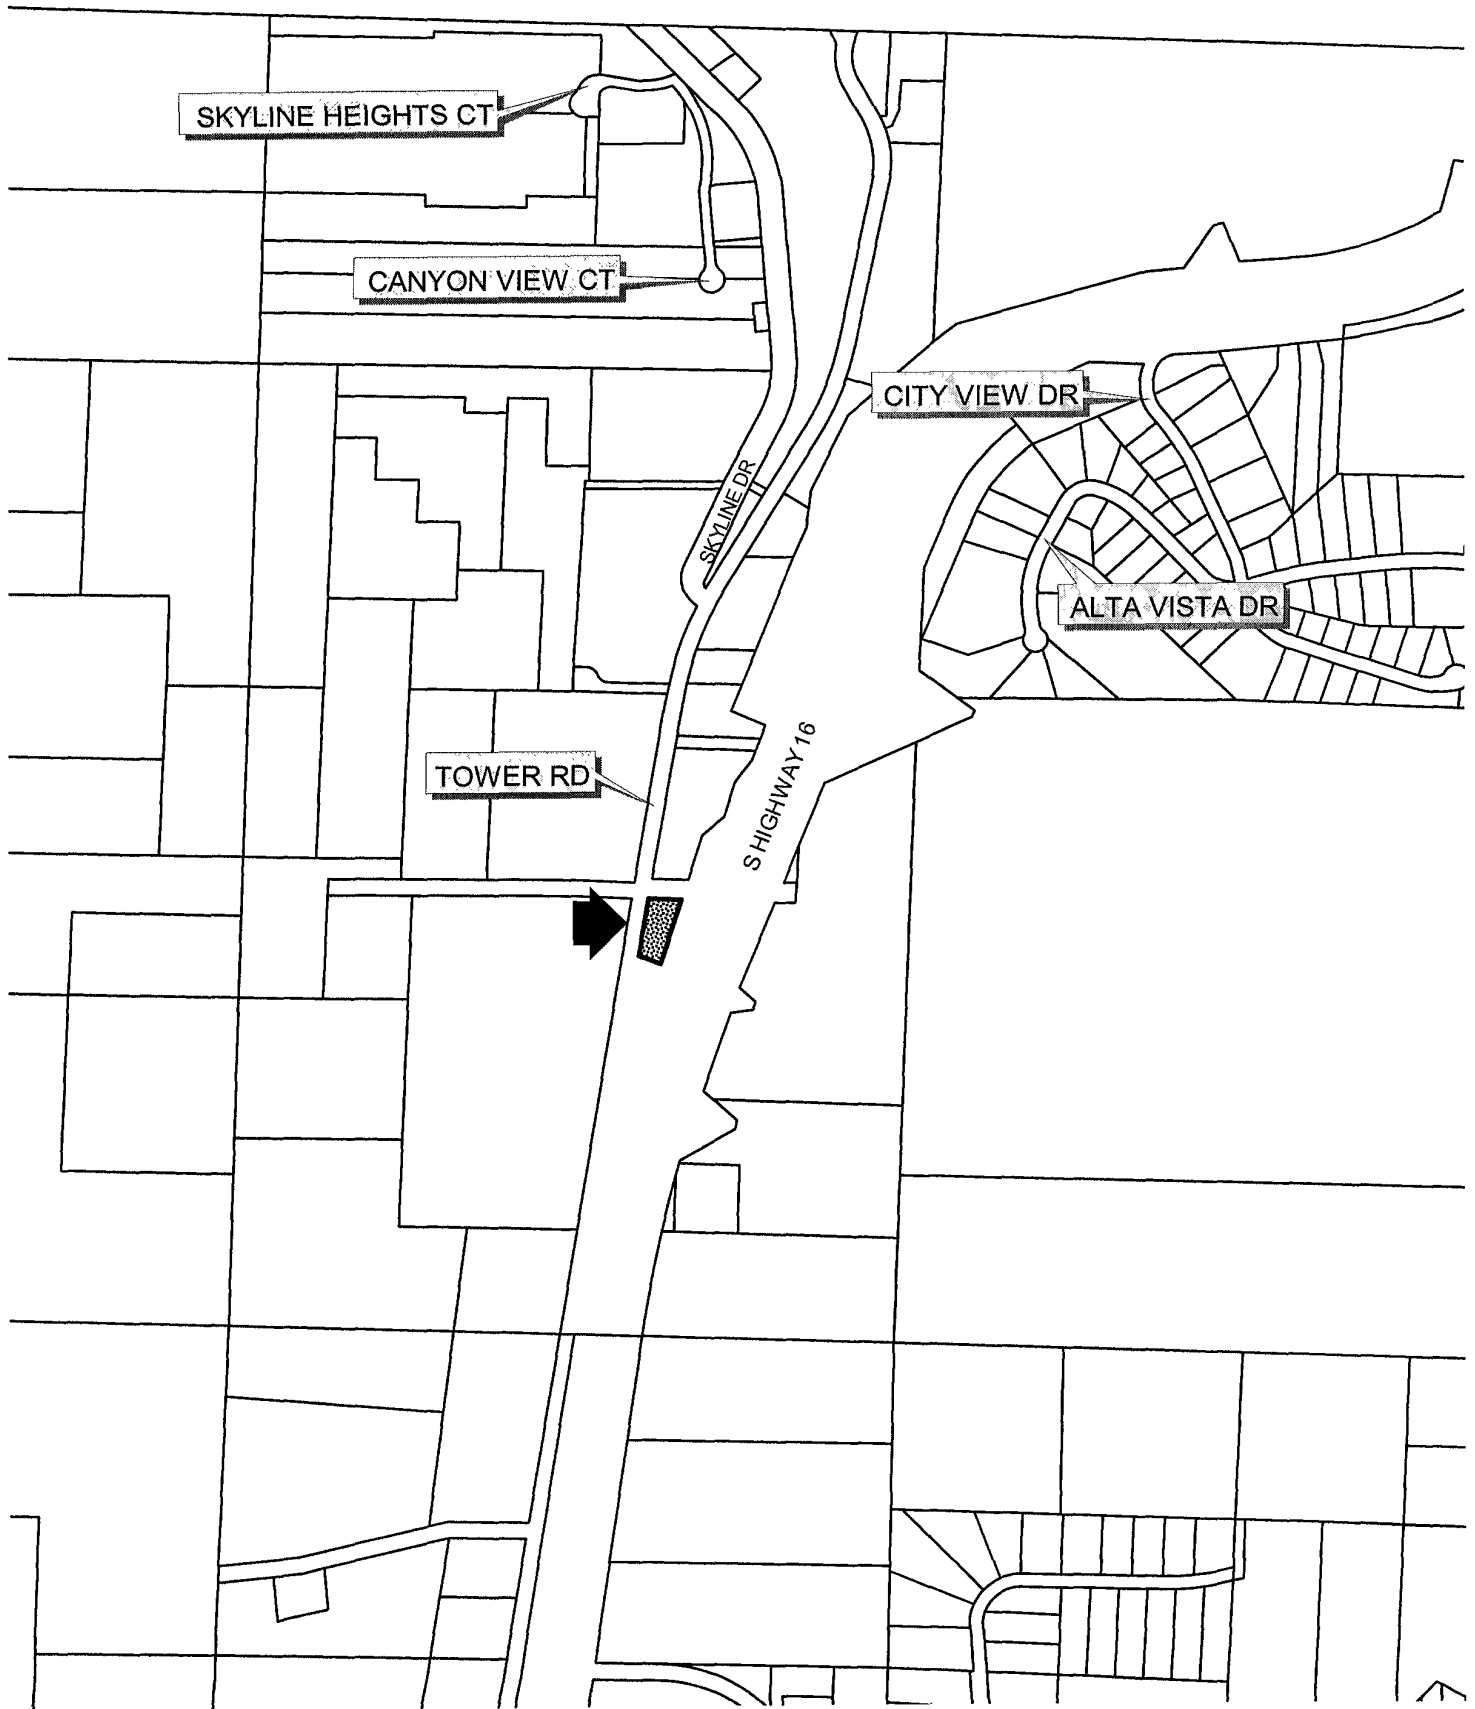 SKYLINE HEIGHTS CT
CANYON VIEW CT
CITY VIEW DR
SKYLINE DR
ALTA VISTA DR
TOWER RD
S HIGHWAY 16